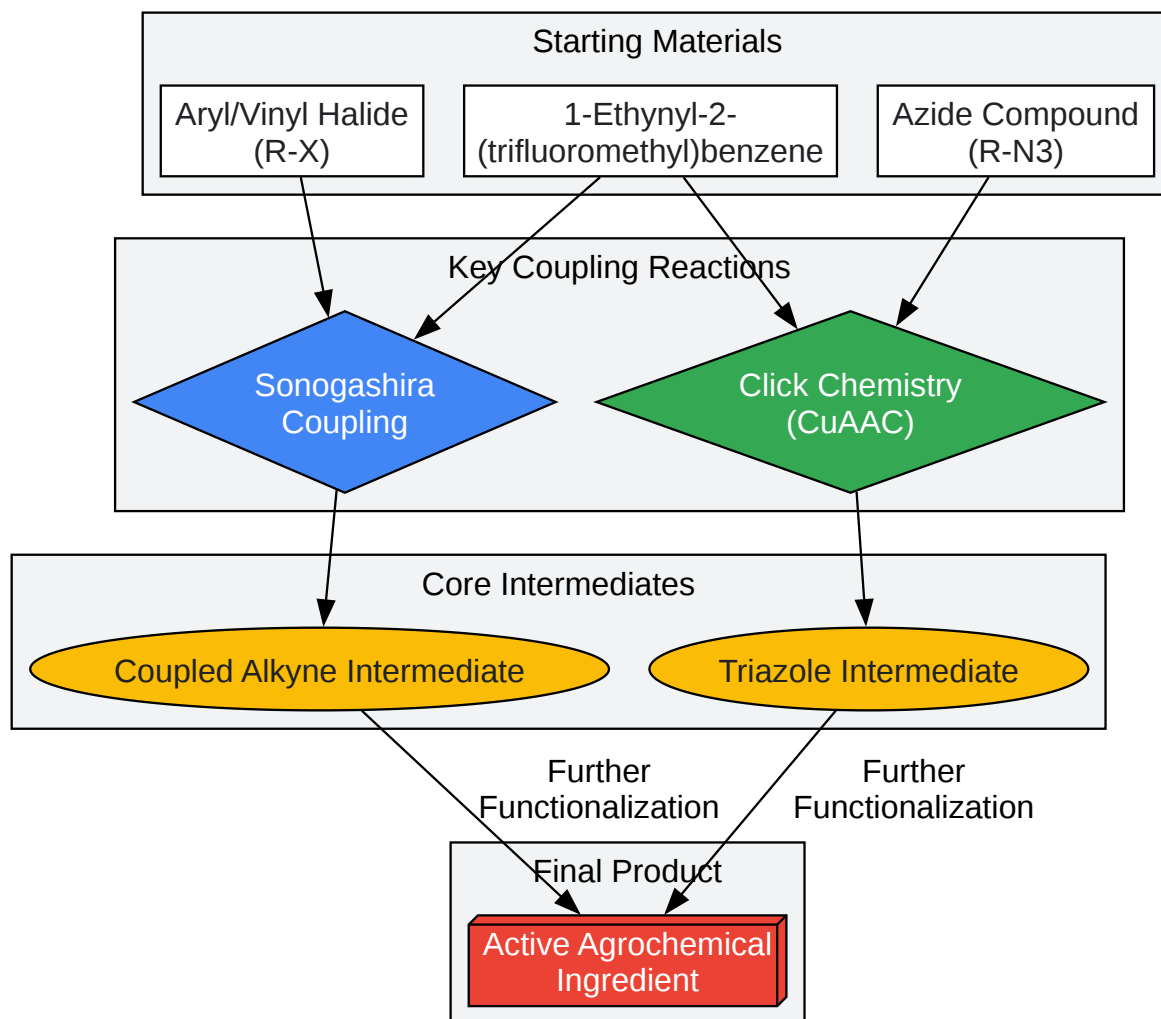 Starting Materials
Aryl/Vinyl Halide
(R-X)
1-Ethynyl-2-
(trifluoromethyl)benzene
Azide Compound
(R-N3)
Key Coupling Reactions
Sonogashira
Coupling
Click Chemistry
(CuAAC)
Core Intermediates
Coupled Alkyne Intermediate
Triazole Intermediate
Further
Functionalization
Further
Functionalization
Final Product
Active Agrochemical
Ingredient